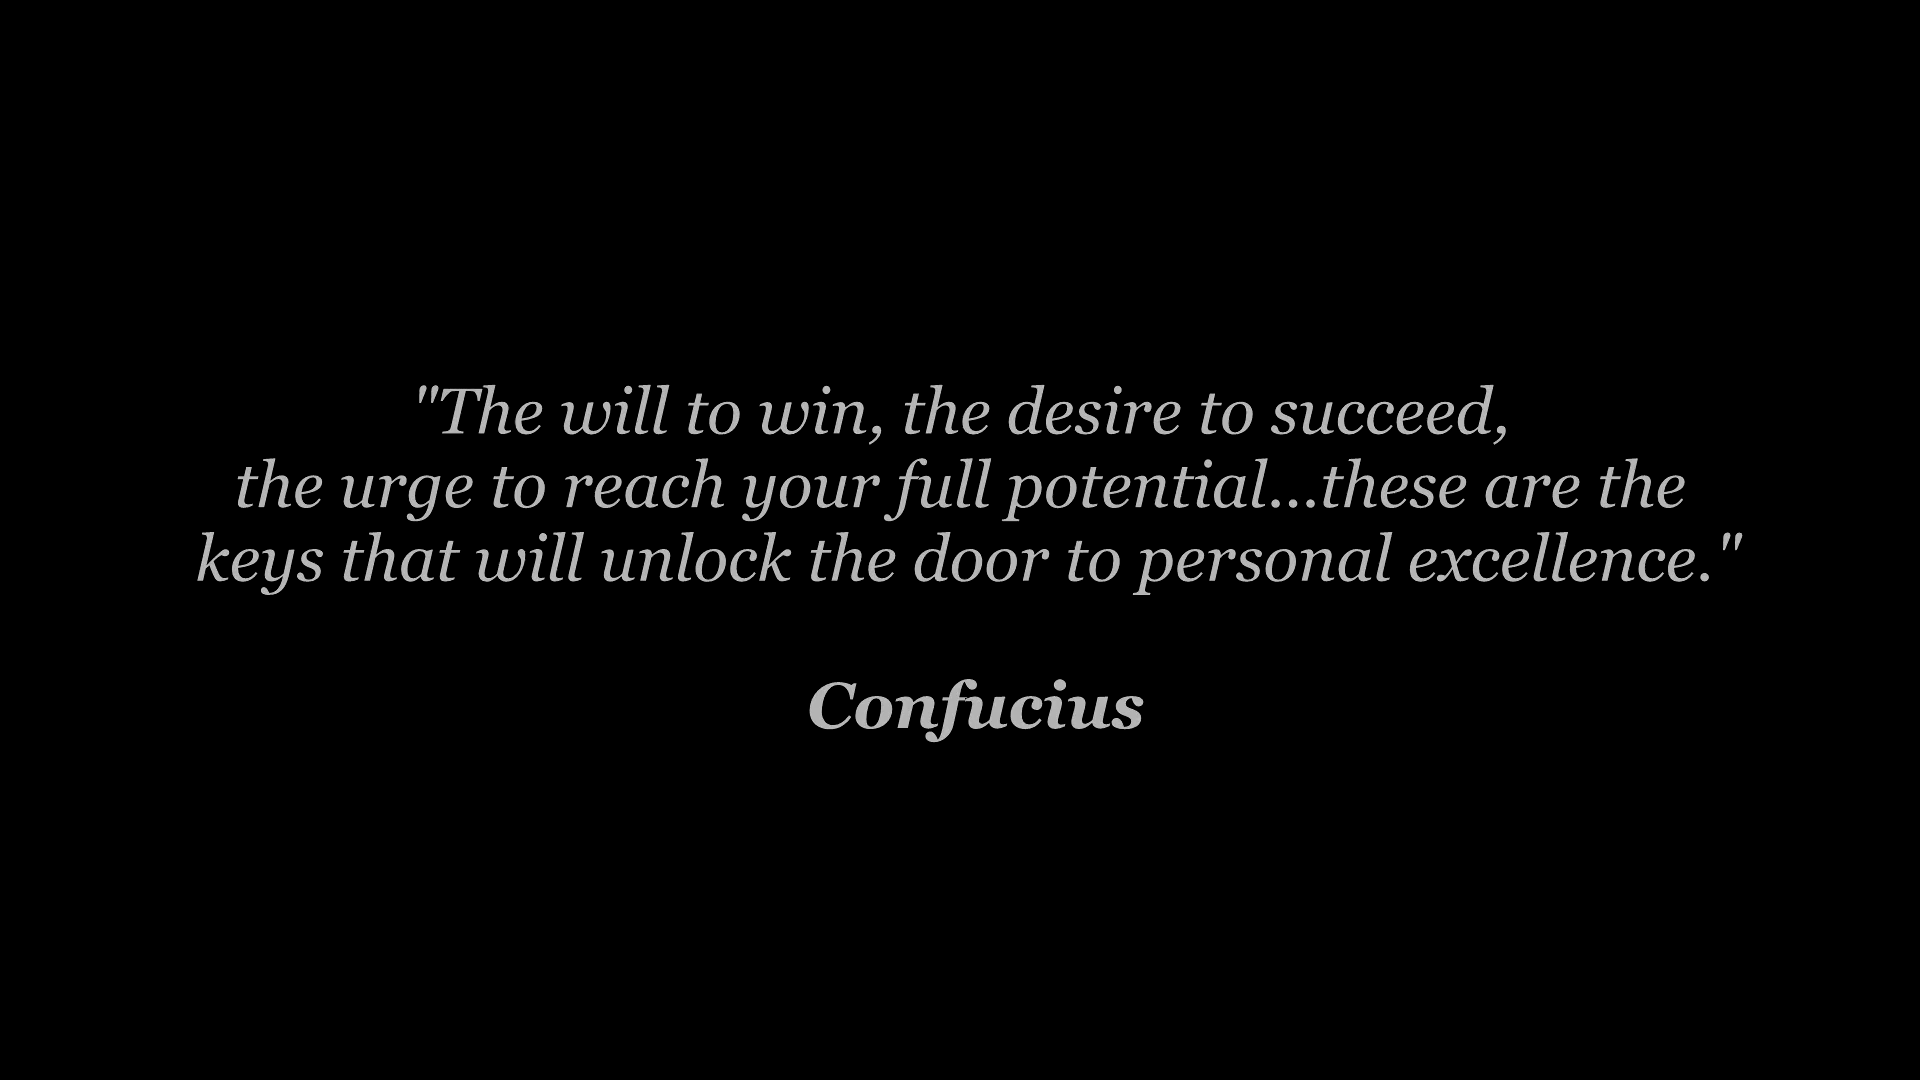 "The will to win, the desire to succeed,
the urge to reach your full potential...these are the
keys that will unlock the door to personal excellence."
Confucius